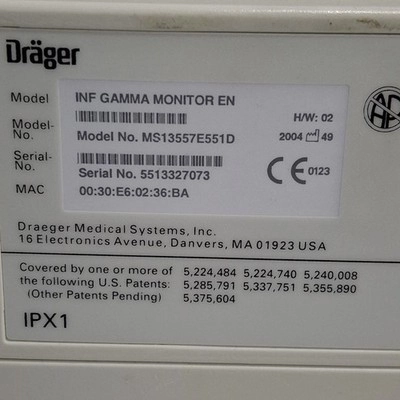 Dräger
Model INF GAMMA MONITOR EN
H/W: 02
Model-No. Model No. MS13557E551D 2004 49
Serial-No. Serial No. 5513327073 CE 0123
MAC 00:30:E6:02:36:BA
Draeger Medical Systems, Inc.
16 Electronics Avenue, Danvers, MA 01923 USA
Covered by one or more of 5,224,484 5,224,740 5,240,008
the following U.S. Patents: 5,285,791 5,337,751 5,355,890
(Other Patents Pending) 5,375,604
IPX1